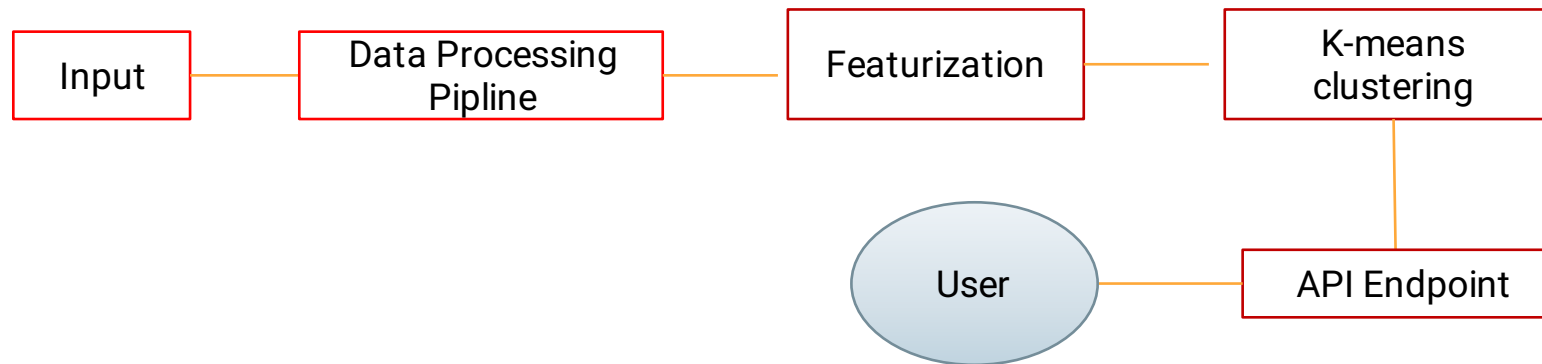 Input
Data Processing
Pipline
Featurization
K-means
clustering
User
API Endpoint